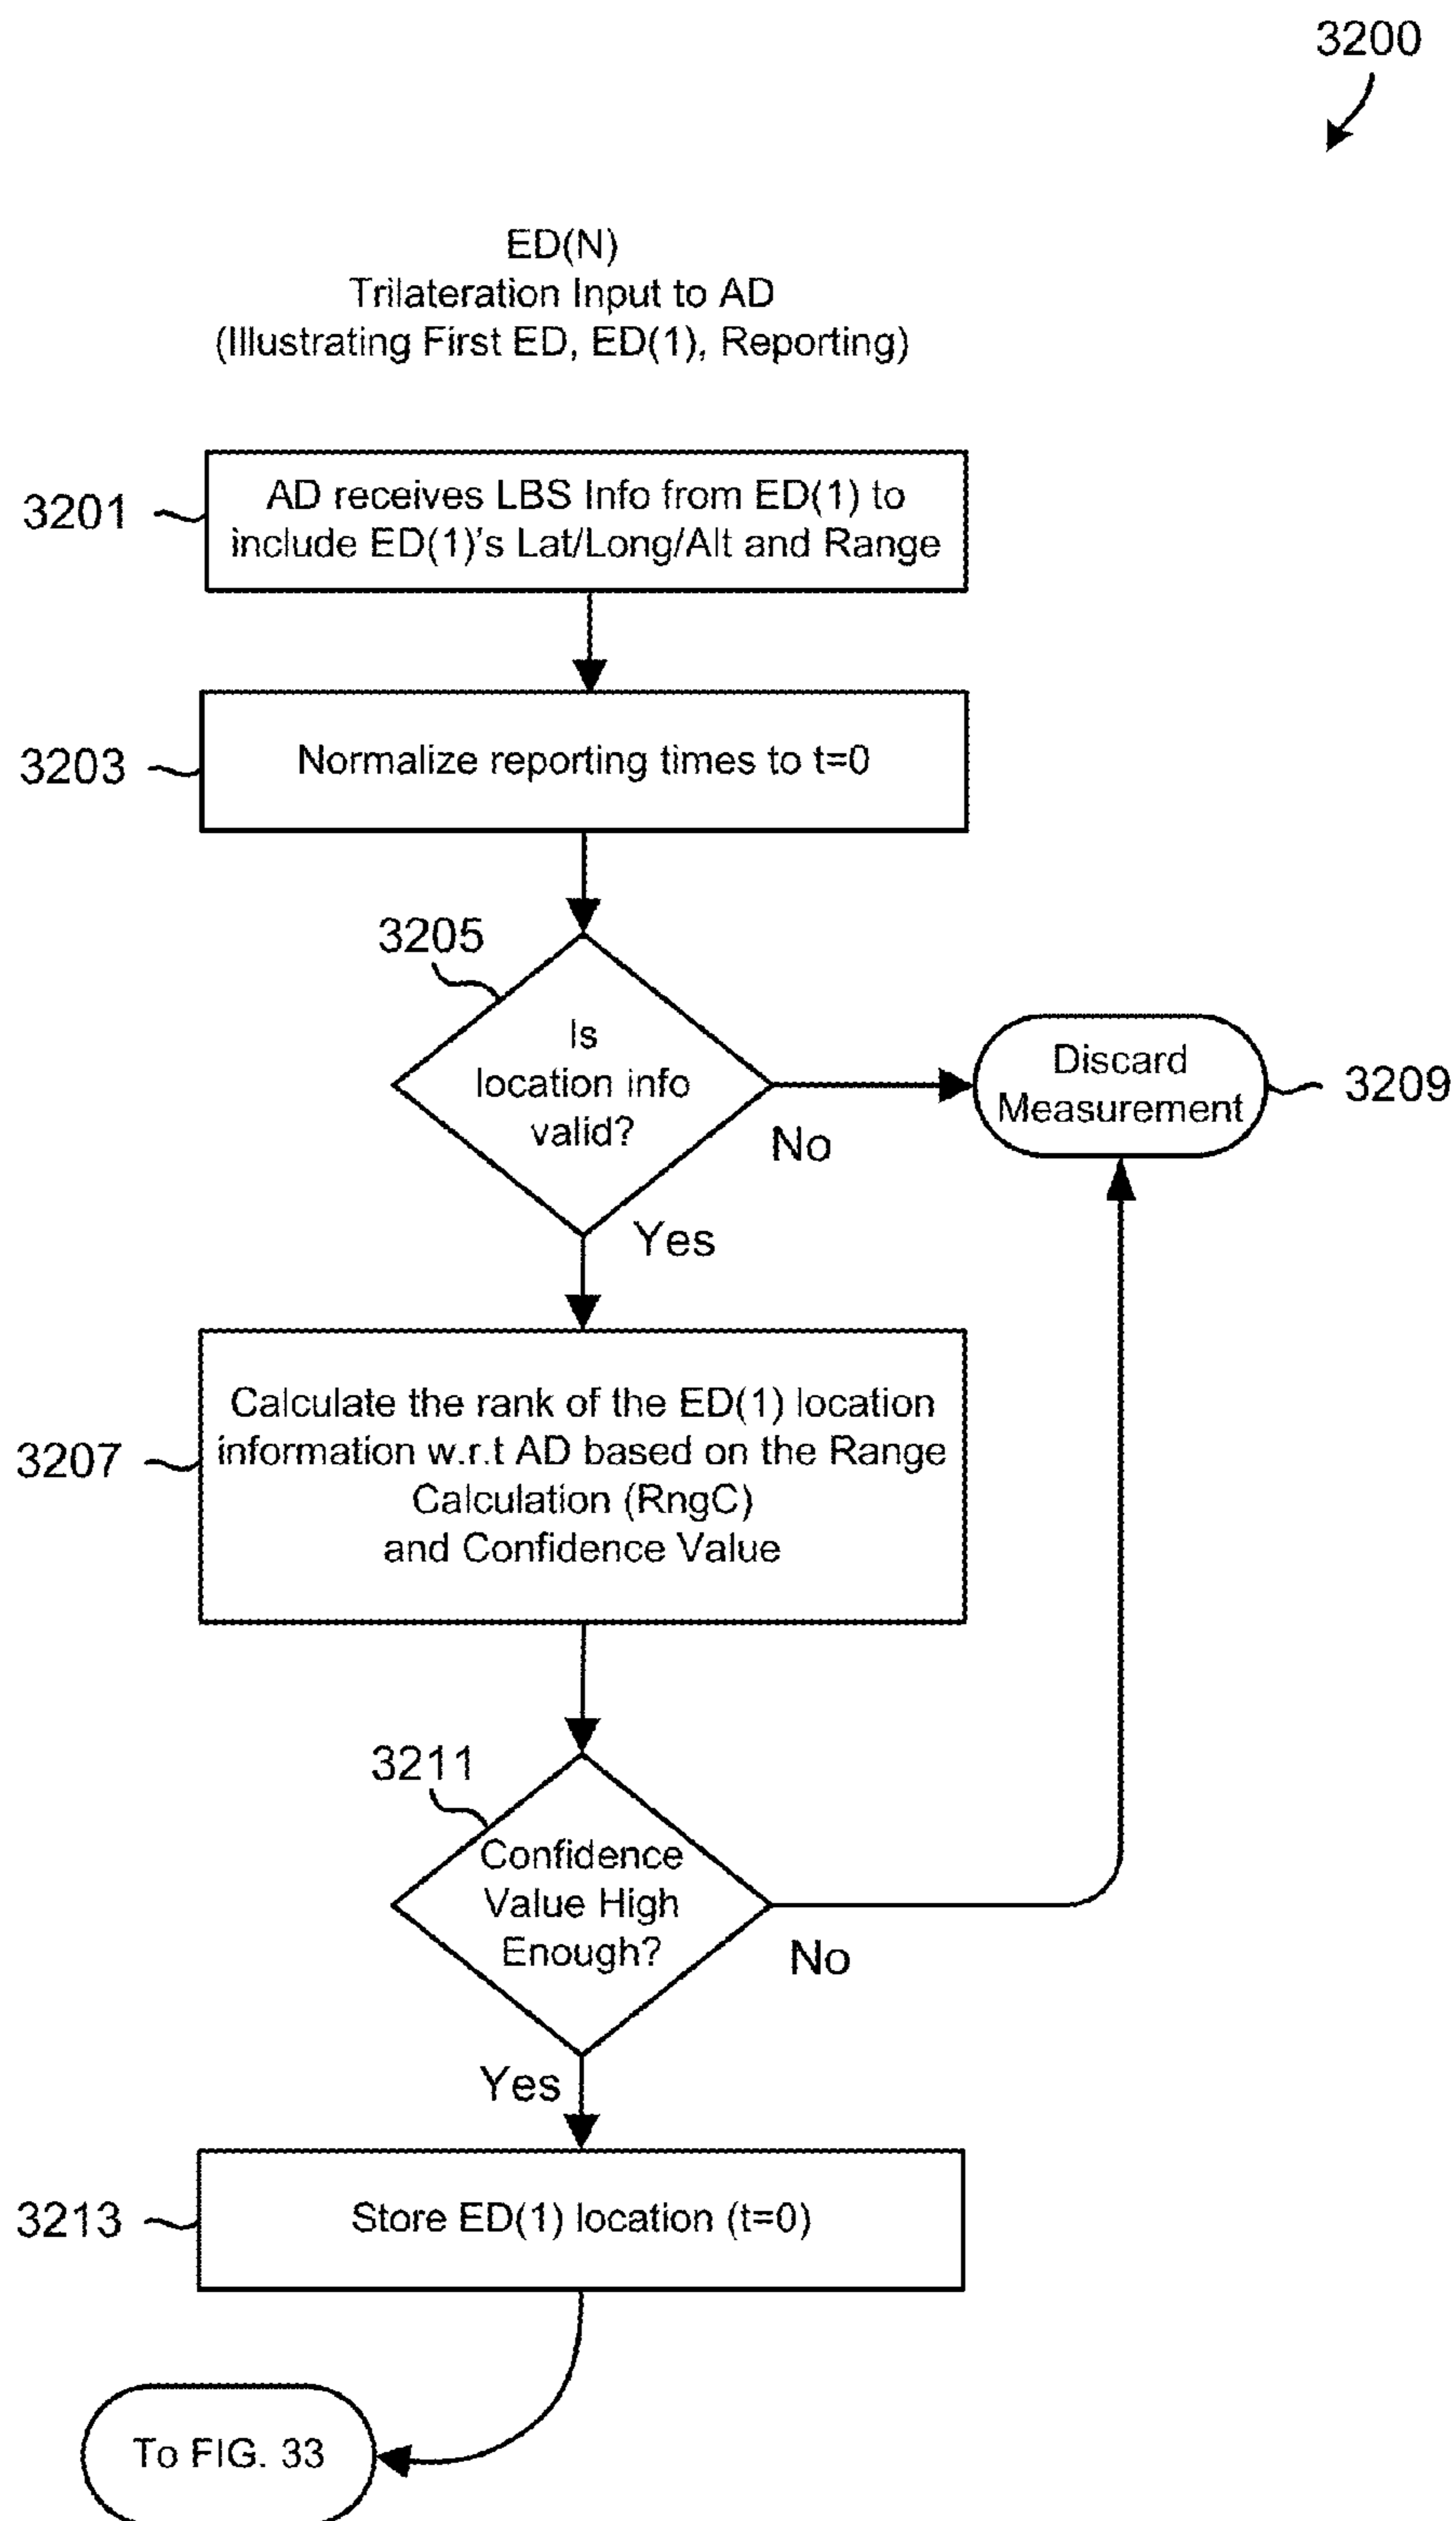 3200
ED(N)
Trilateration Input to AD
(Illustrating First ED, ED(1), Reporting)
3201
AD receives LBS Info from ED(1) to
include ED(1)'s Lat/Long/Alt and Range
3203
Normalize reporting times to t=0
3205
Is
location info
valid?
No
Discard
Measurement
3209
Yes
3207
Calculate the rank of the ED(1) location
information w.r.t AD based on the Range
Calculation (RngC)
and Confidence Value
3211
Confidence
Value High
Enough?
No
Yes
3213
Store ED(1) location (t=0)
To FIG. 33